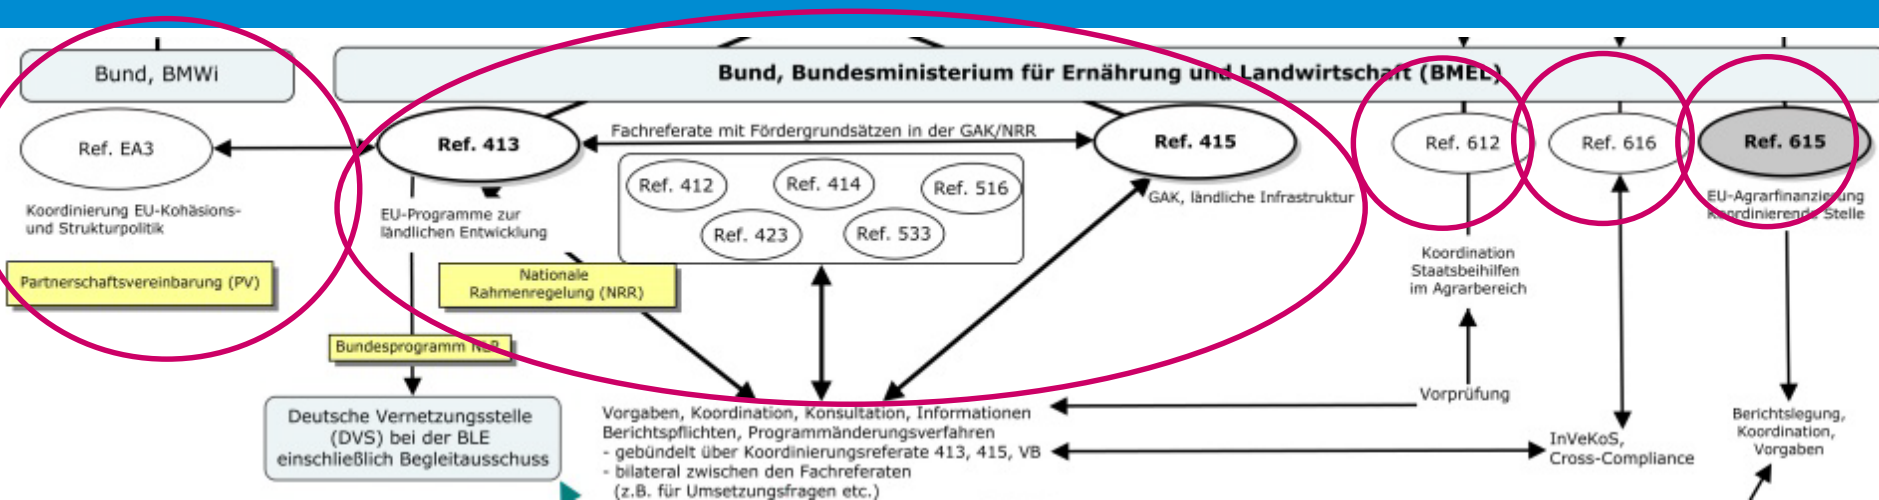 Bund, BMWi
Bund, Bundesministerium für Ernährung und Landwirtschaft (BMEL)
Ref. EA3
Ref. 413
Fachreferate mit Fördergrundsätzen in der GAK/NRR
Ref. 415
Ref. 612
Ref. 616
Ref. 615
Ref. 412
Ref. 414
Ref. 516
Ref. 423
Ref. 533
Koordinierung EU-Kohäsions-
und Strukturpolitik
EU-Programme zur
ländlichen Entwicklung
GAK, ländliche Infrastruktur
EU-Agrarfinanzierung
Koordinierende Stelle
Partnerschaftsvereinbarung (PV)
Nationale
Rahmenregelung (NRR)
Koordination
Staatsbeihilfen
im Agrarbereich
Bundesprogramm NLR
Vorprüfung
Deutsche Vernetzungsstelle
(DVS) bei der BLE
einschließlich Begleitausschuss
Vorgaben, Koordination, Konsultation, Informationen
Berichtspflichten, Programmänderungsverfahren
- gebündelt über Koordinierungsreferate 413, 415, VB
- bilateral zwischen den Fachreferaten
(z.B. für Umsetzungsfragen etc.)
InVeKoS,
Cross-Compliance
Berichtslegung,
Koordination,
Vorgaben